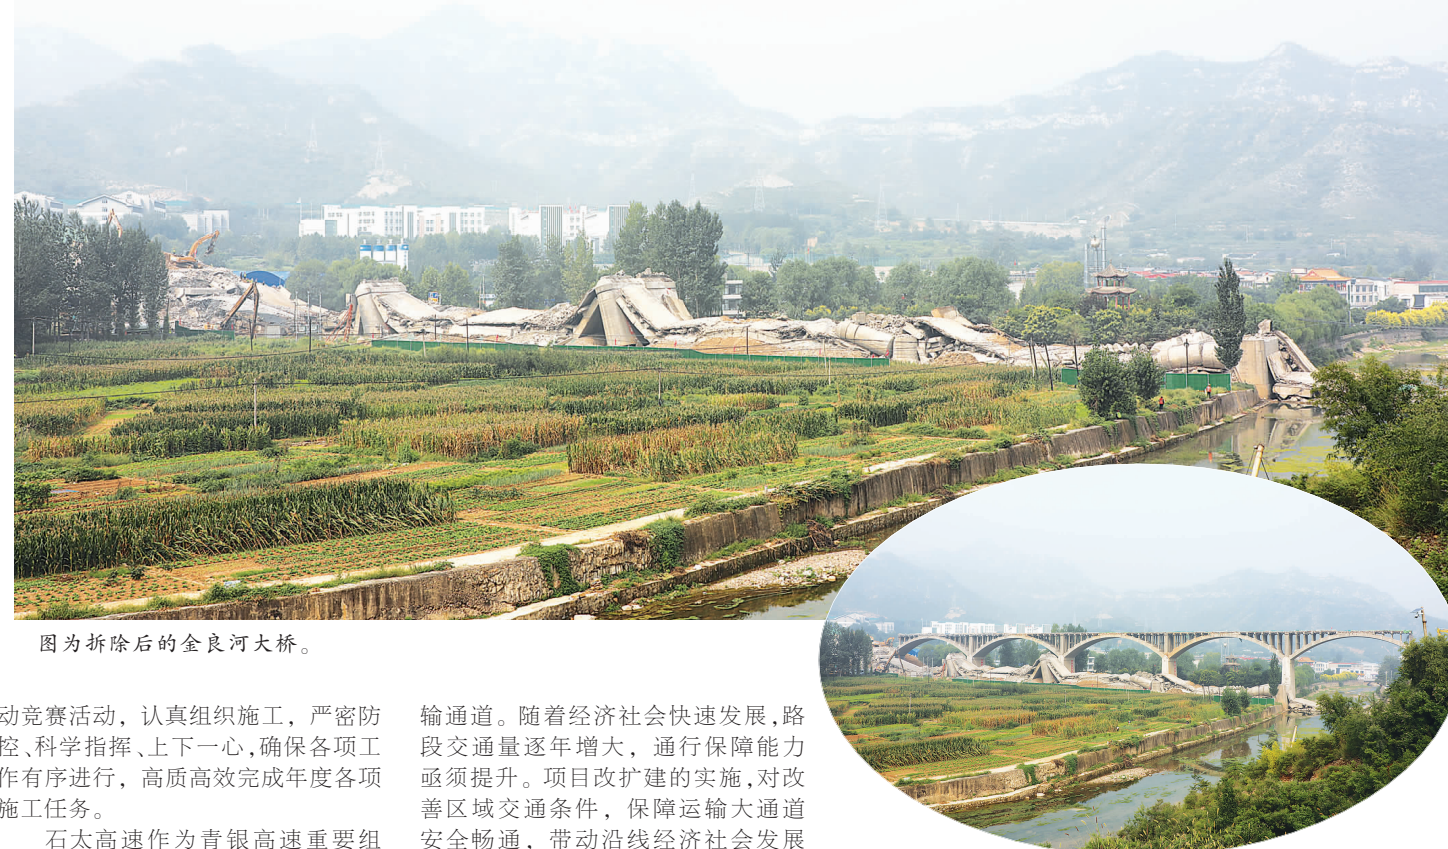 图为拆除后的金良河大桥。
动竞赛活动，认真组织施工，严密防
控、科学指挥、上下一心，确保各项工
作有序进行，高质高效完成年度各项
施工任务。
石太高速作为青银高速重要组
输通道。随着经济社会快速发展，路
段交通量逐年增大，通行保障能力
亟须提升。项目改扩建的实施，对改
善区域交通条件，保障运输大通道
安全畅通，带动沿线经济社会发展